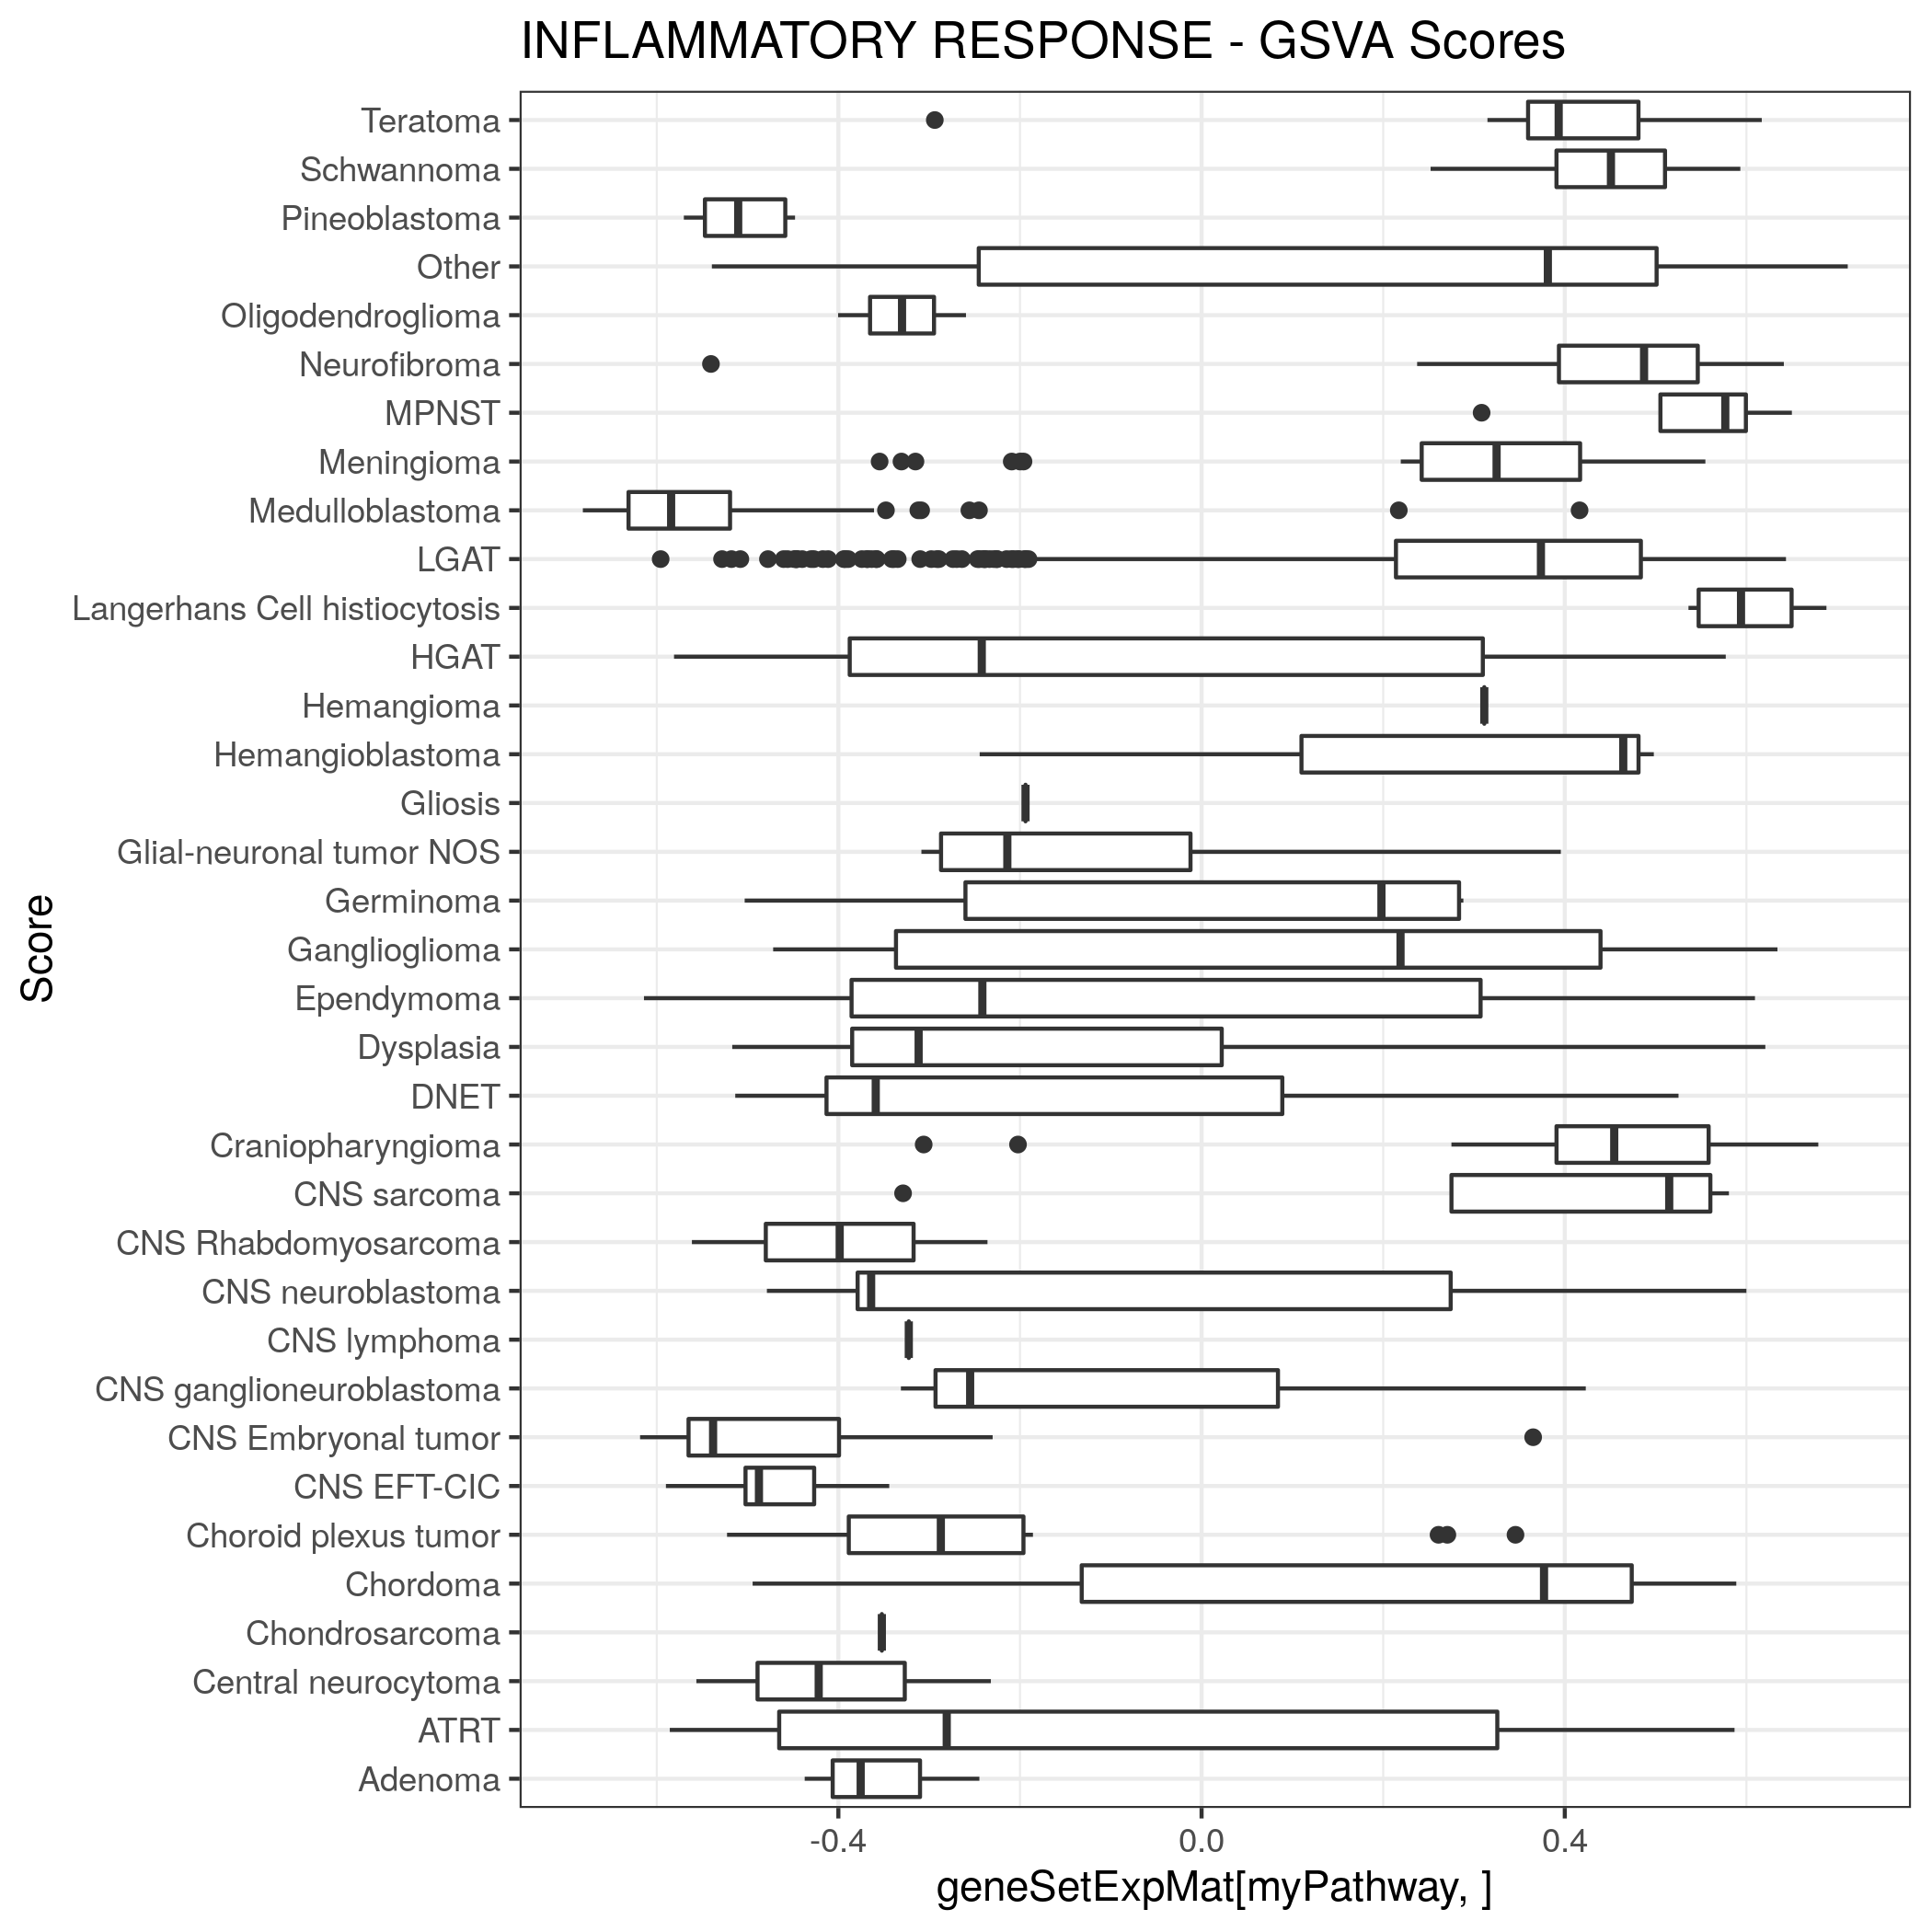 INFLAMMATORY RESPONSE - GSVA Scores
Teratoma
Schwannoma
Pineoblastoma
Other
Oligodendroglioma
Neurofibroma
MPNST
Meningioma
Medulloblastoma
LGAT
Langerhans Cell histiocytosis
HGAT
Hemangioma
Hemangioblastoma
Gliosis
Glial-neuronal tumor NOS
Germinoma
Ganglioglioma
Ependymoma
Dysplasia
DNET
Craniopharyngioma
CNS sarcoma
CNS Rhabdomyosarcoma
CNS neuroblastoma
CNS lymphoma
CNS ganglioneuroblastoma
CNS Embryonal tumor
CNS EFT-CIC
Choroid plexus tumor
Chordoma
Chondrosarcoma
Central neurocytoma
ATRT
Adenoma
Score
-0.4 0.0 0.4
geneSetExpMat[myPathway, ]